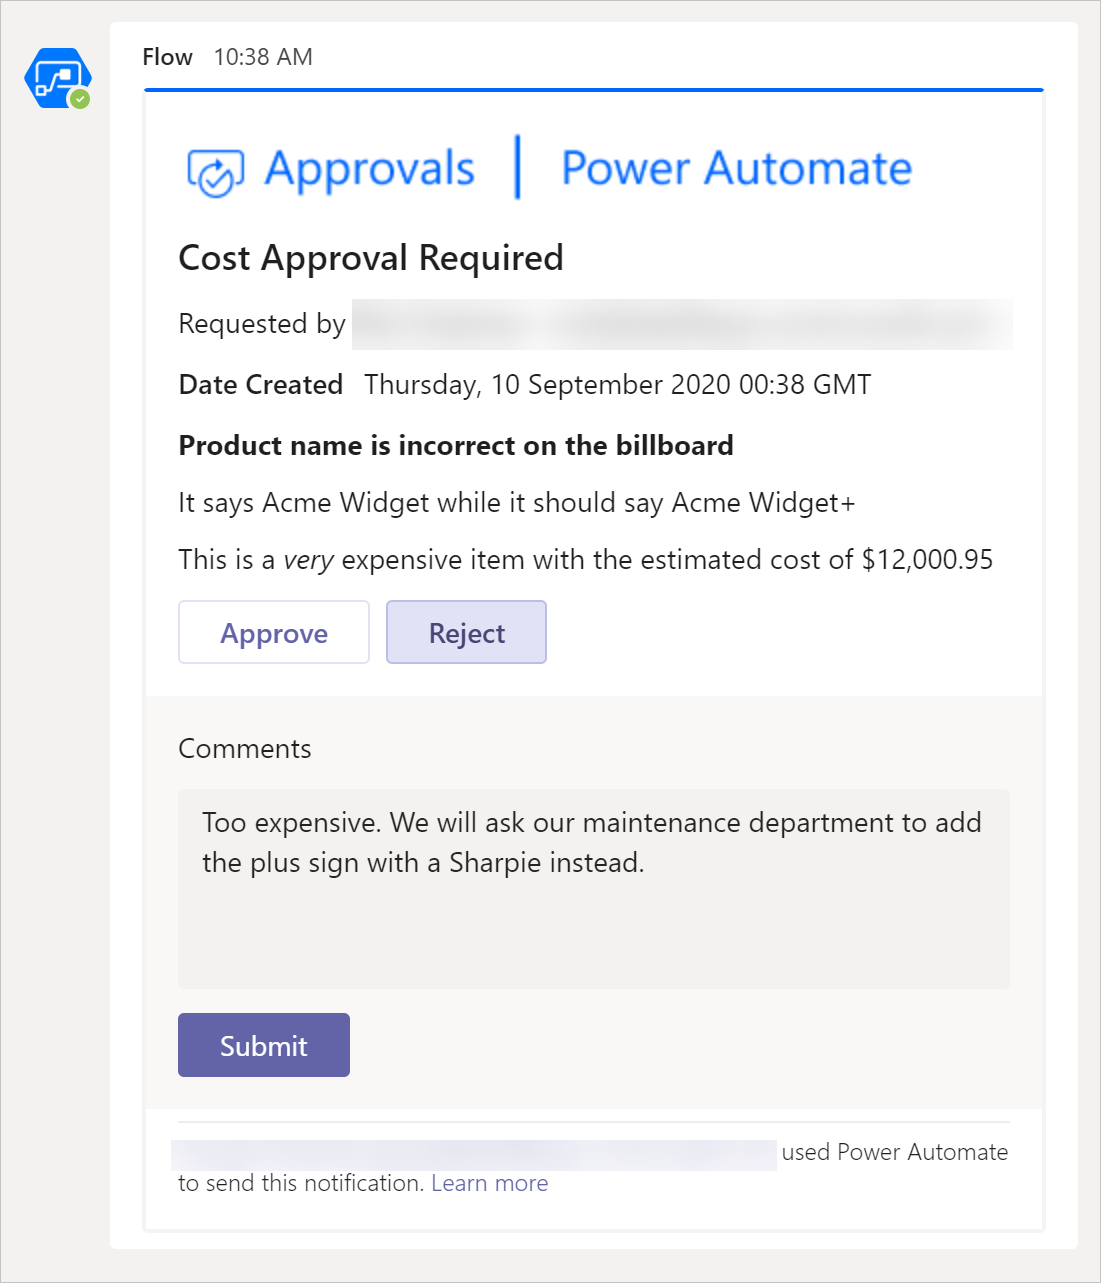 Flow 10:38 AM
Approvals | Power Automate
Cost Approval Required
Requested by
Date Created Thursday, 10 September 2020 00:38 GMT
Product name is incorrect on the billboard
It says Acme Widget while it should say Acme Widget+
This is a very expensive item with the estimated cost of $12,000.95
Approve Reject
Comments
Too expensive. We will ask our maintenance department to add
the plus sign with a Sharpie instead.
Submit
used Power Automate
to send this notification. Learn more